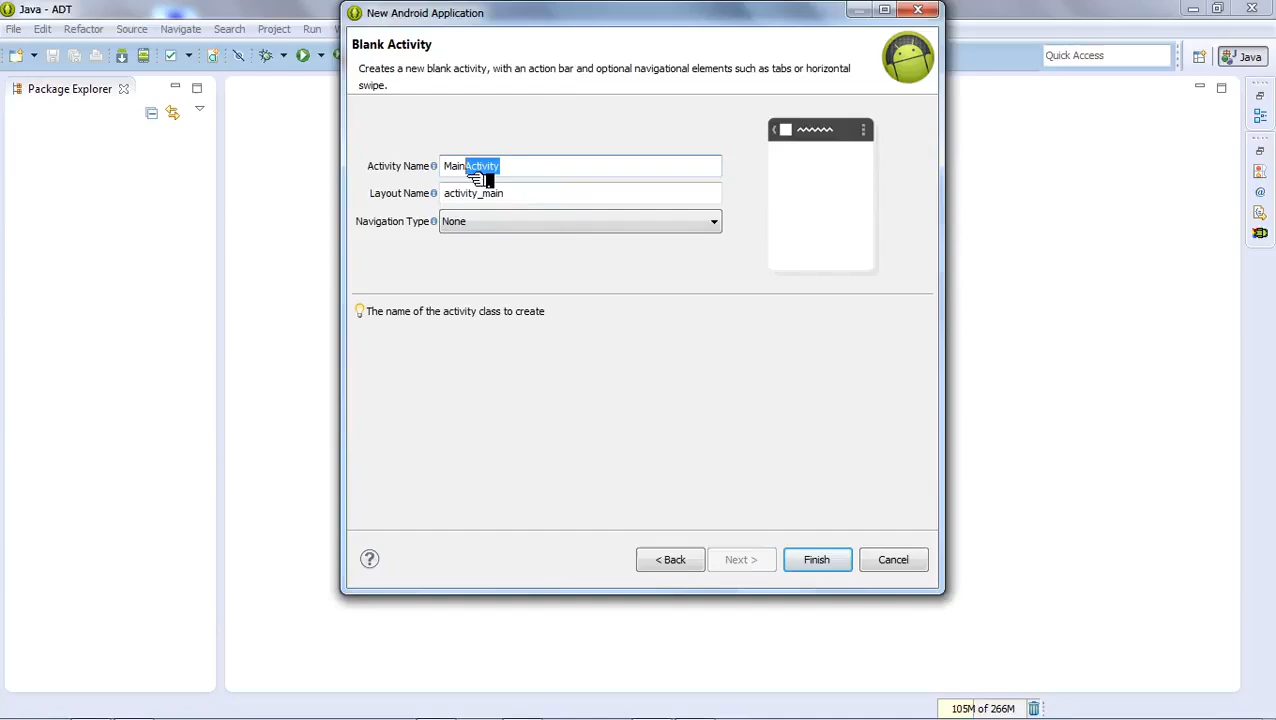 Java - ADT
New Android Application
File Edit Refactor Source Navigate Search Project Run
Blank Activity
Creates a new blank activity, with an action bar and optional navigational elements such as tabs or horizontal
swipe.
Quick Access
Java
Package Explorer
Activity Name MainActivity
Layout Name activity_main
Navigation Type None
The name of the activity class to create
< Back
Next >
Finish
Cancel
105M of 266M